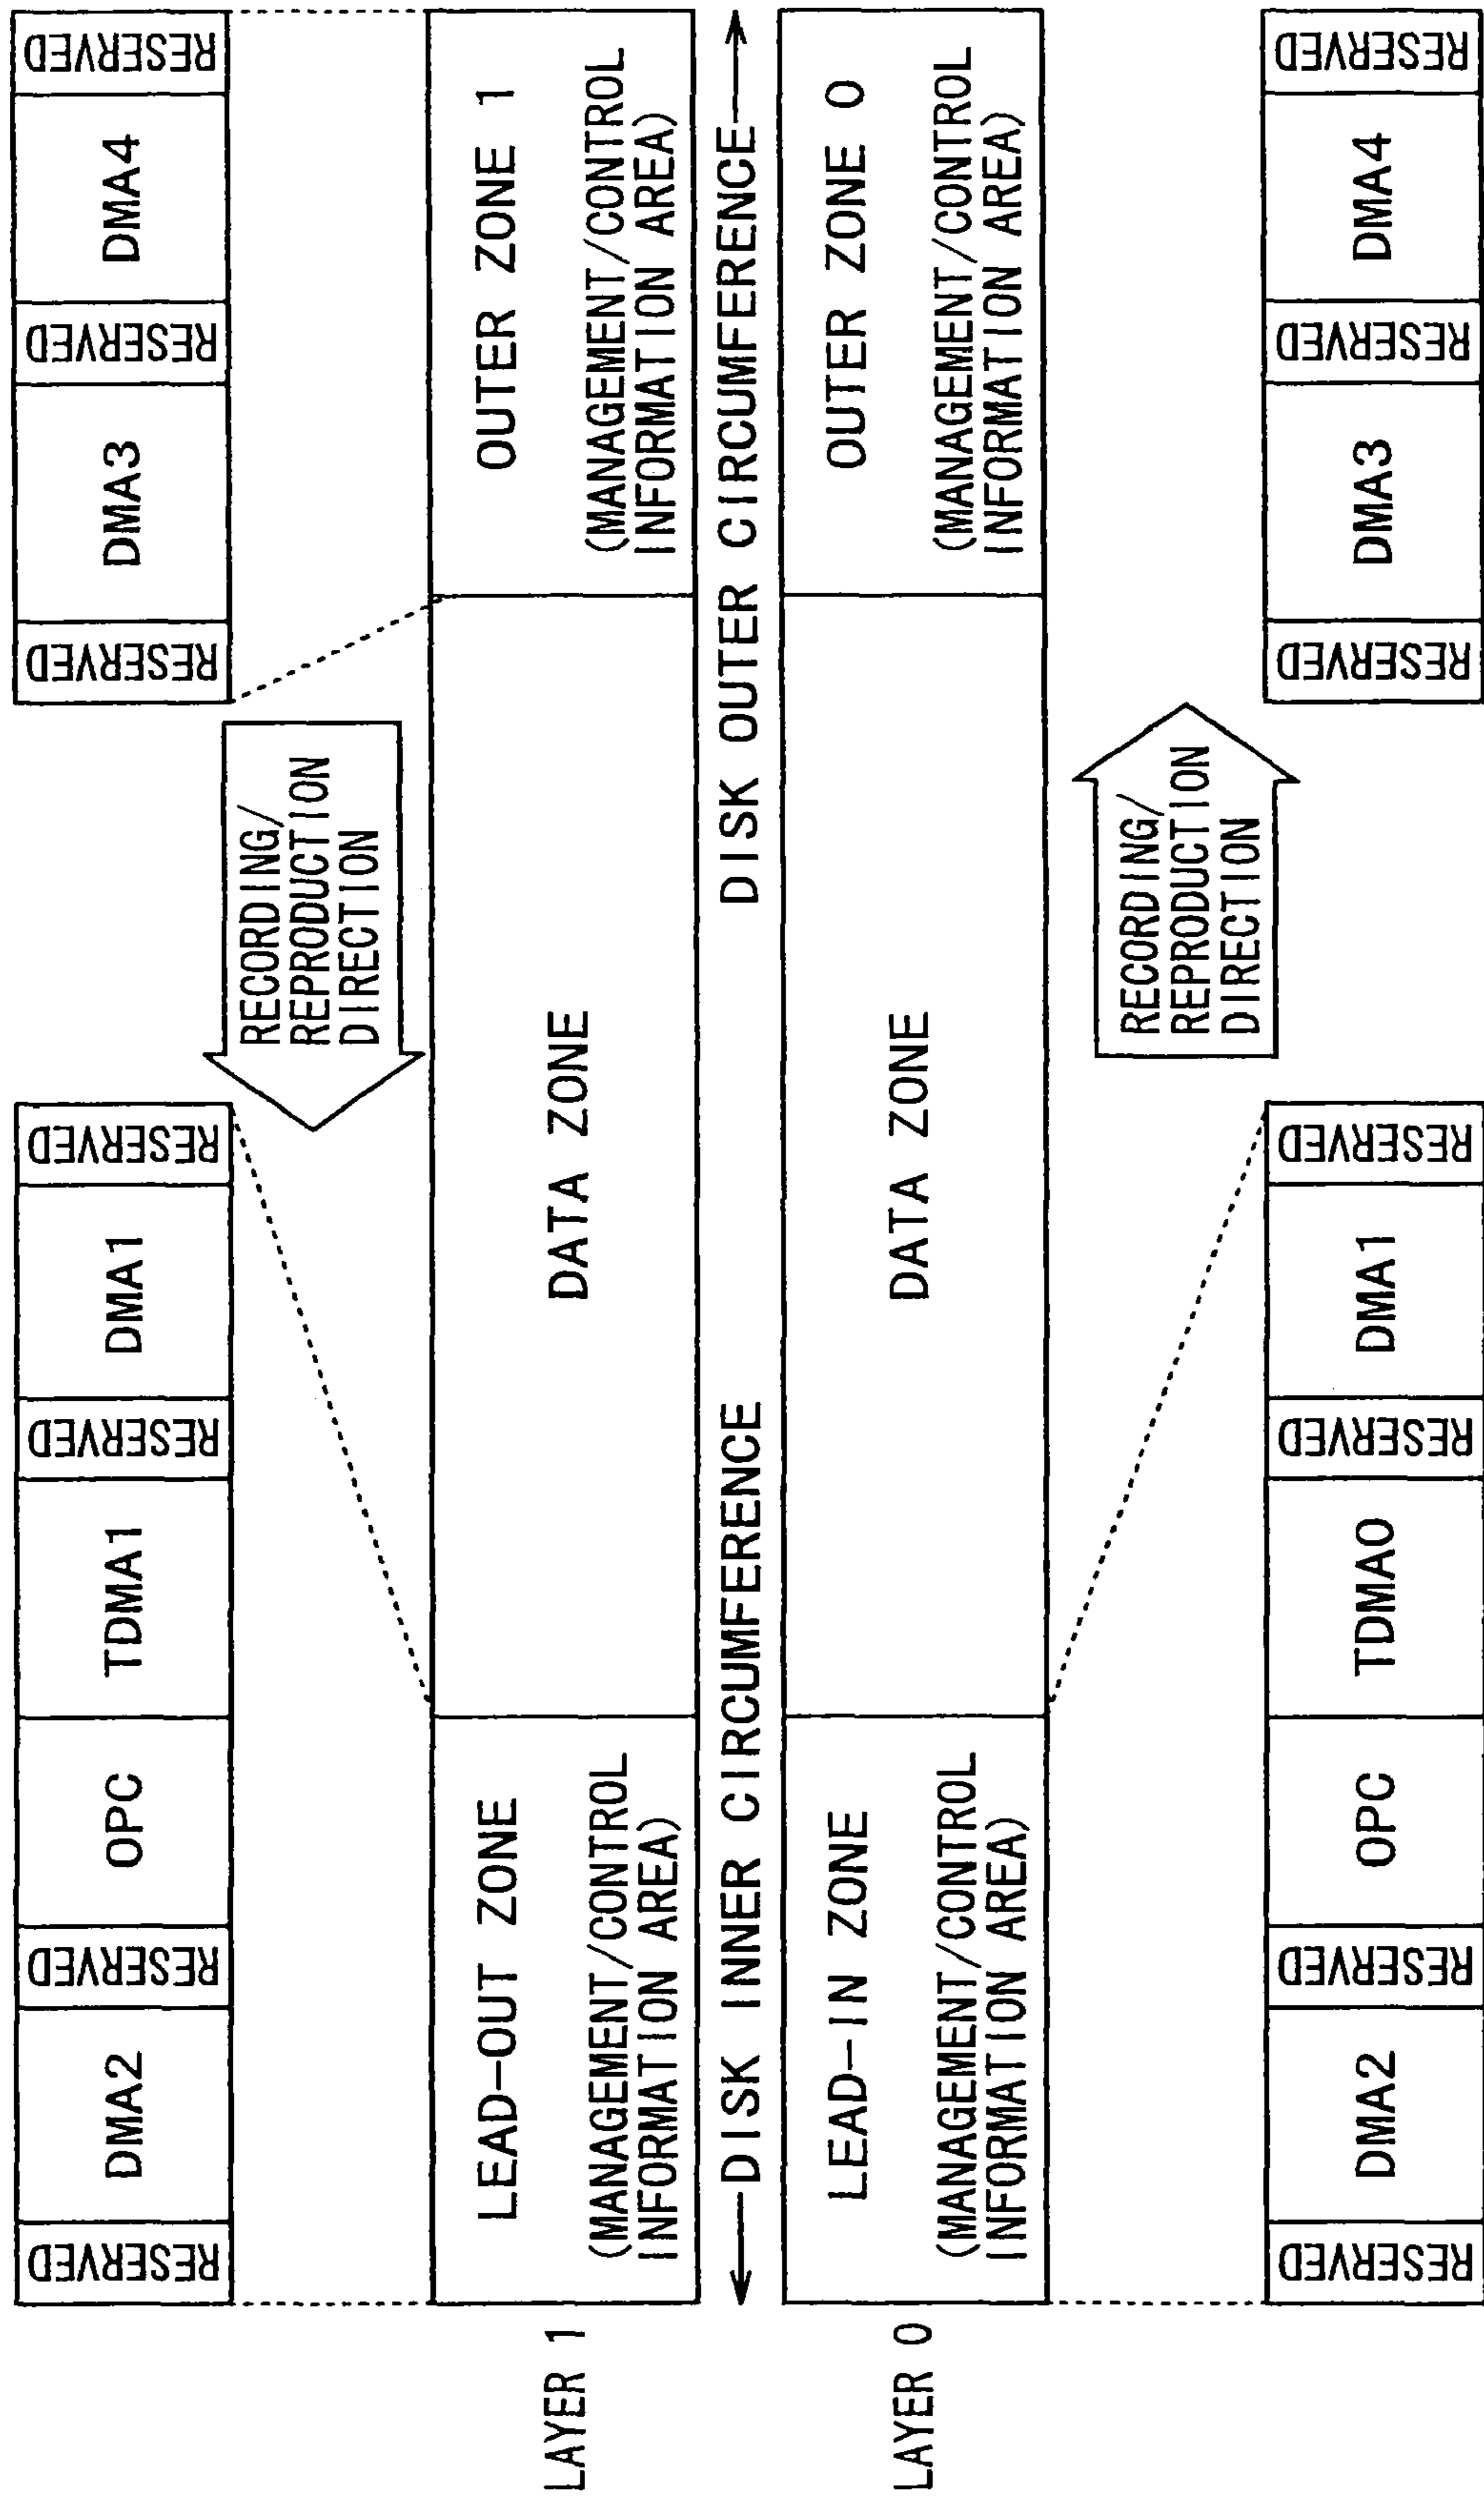 RESERVED
DMA2
RESERVED
OPC
TDMA1
RESERVED
DMA1
RESERVED
RESERVED
DMA3
RESERVED
DMA4
RESERVED
RECORDING/
REPRODUCTION
DIRECTION
LAYER 1
LEAD-OUT ZONE
(MANAGEMENT/CONTROL
INFORMATION AREA)
DATA ZONE
OUTER ZONE 1
(MANAGEMENT/CONTROL
INFORMATION AREA)
DISK INNER CIRCUMFERENCE
DISK OUTER CIRCUMFERENCE
LAYER 0
LEAD-IN ZONE
(MANAGEMENT/CONTROL
INFORMATION AREA)
DATA ZONE
OUTER ZONE 0
(MANAGEMENT/CONTROL
INFORMATION AREA)
RECORDING/
REPRODUCTION
DIRECTION
RESERVED
DMA2
RESERVED
OPC
TDMA0
RESERVED
DMA1
RESERVED
RESERVED
DMA3
RESERVED
DMA4
RESERVED